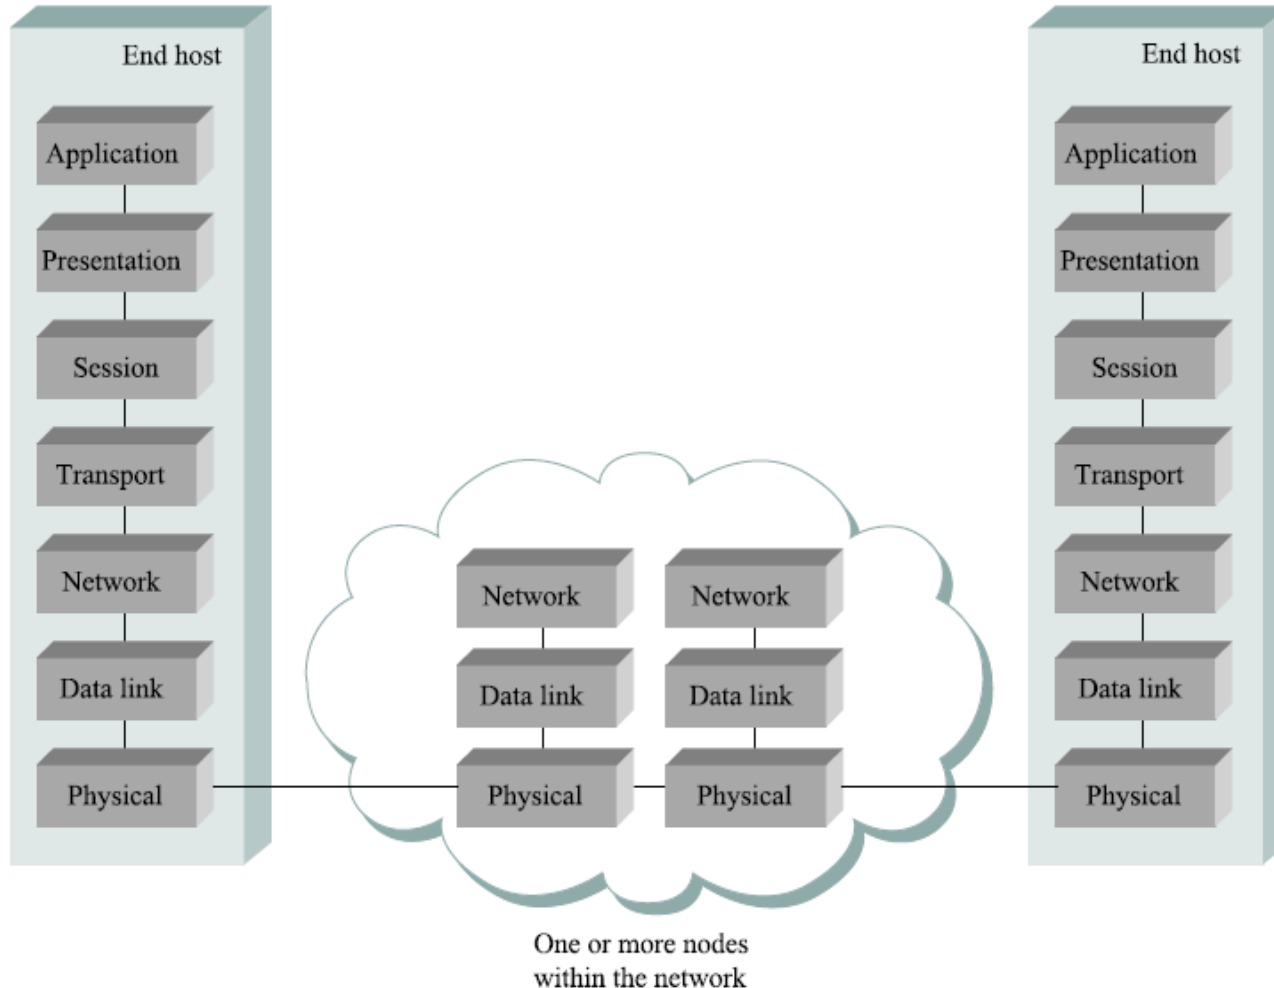 End host
Application
Presentation
Session
Transport
Network
Data link
Physical
Network
Data link
Physical
Network
Data link
Physical
One or more nodes
within the network
End host
Application
Presentation
Session
Transport
Network
Data link
Physical